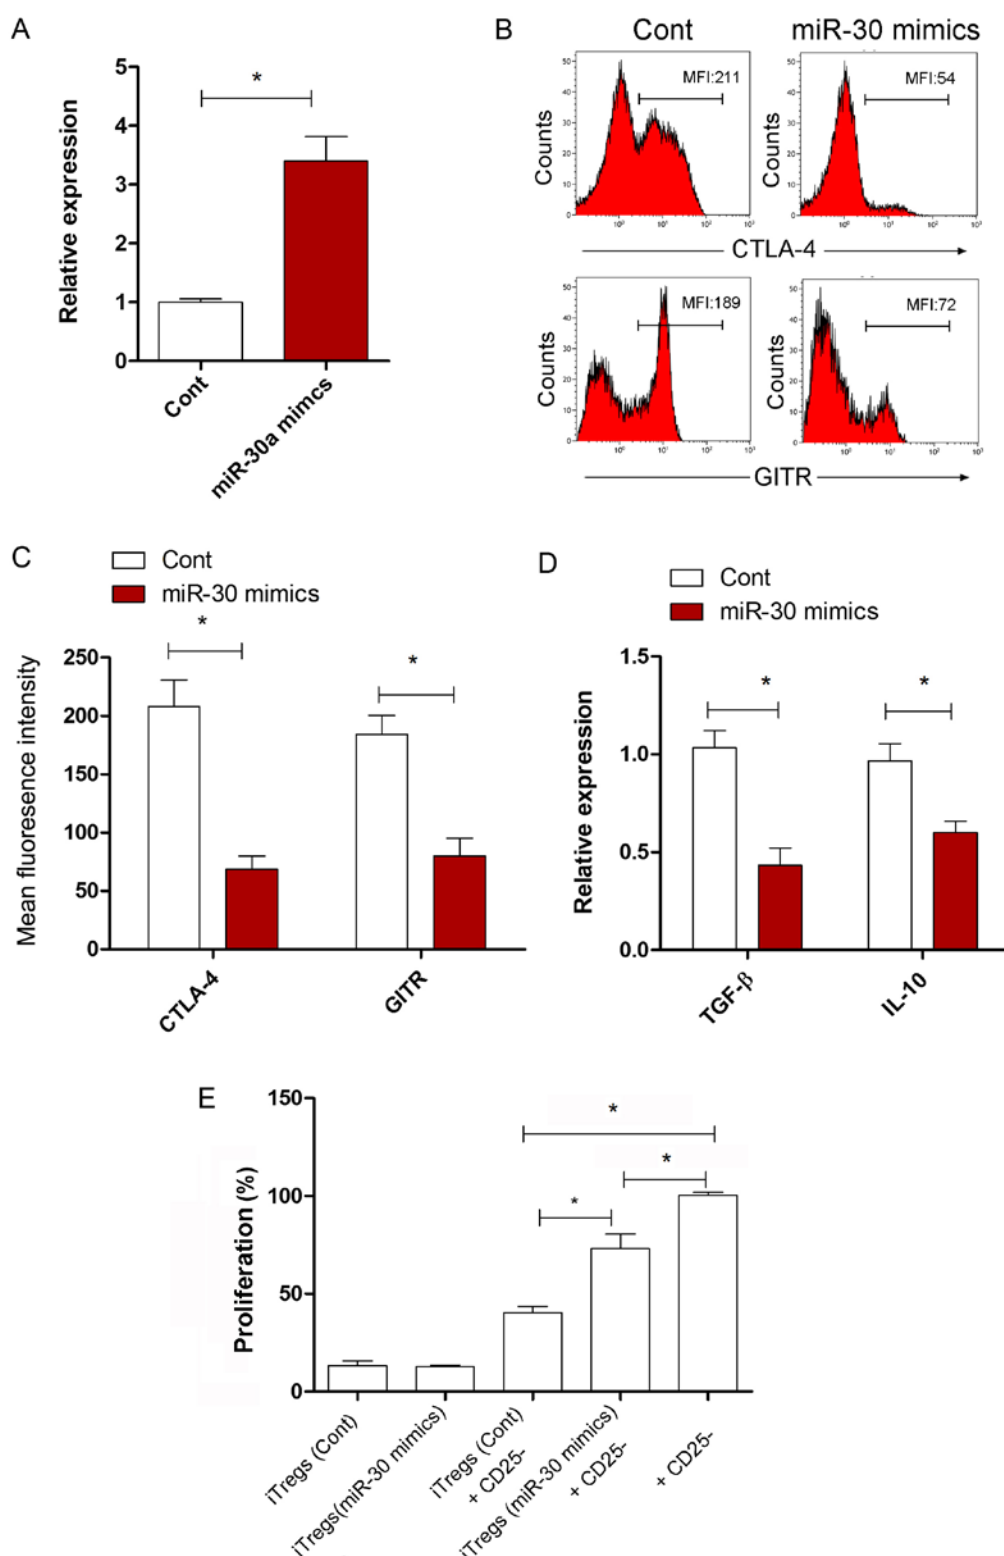 A
5
4
3
2
1
0
Relative expression
*
Cont
miR-30a mimcs
B
Cont
miR-30 mimics
MFI:211
MFI:54
Counts
Counts
CTLA-4
MFI:189
MFI:72
Counts
Counts
GITR
C
Cont
miR-30 mimics
250
200
150
100
50
0
Mean fluoresence intensity
*
*
CTLA-4
GITR
D
Cont
miR-30 mimics
1.5
1.0
0.5
0.0
Relative expression
*
*
TGF-β
IL-10
E
150
100
50
0
Proliferation (%)
*
*
*
iTregs (Cont)
iTregs(miR-30 mimics)
iTregs (Cont)
+ CD25-
iTregs (miR-30 mimics)
+ CD25-
+ CD25-